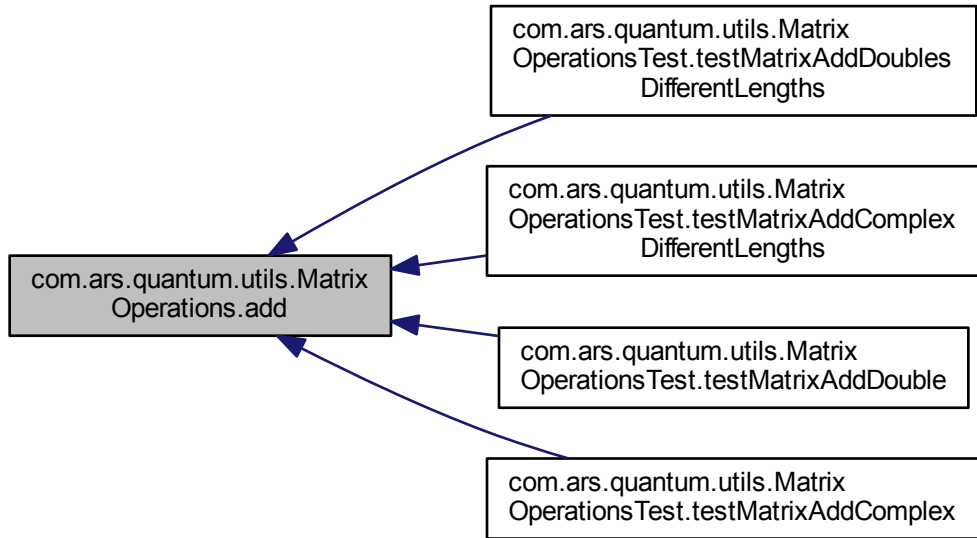 com.ars.quantum.utils.Matrix
OperationsTest.testMatrixAddDoubles
DifferentLengths
com.ars.quantum.utils.Matrix
OperationsTest.testMatrixAddComplex
DifferentLengths
com.ars.quantum.utils.Matrix
Operations.add
com.ars.quantum.utils.Matrix
OperationsTest.testMatrixAddDouble
com.ars.quantum.utils.Matrix
OperationsTest.testMatrixAddComplex